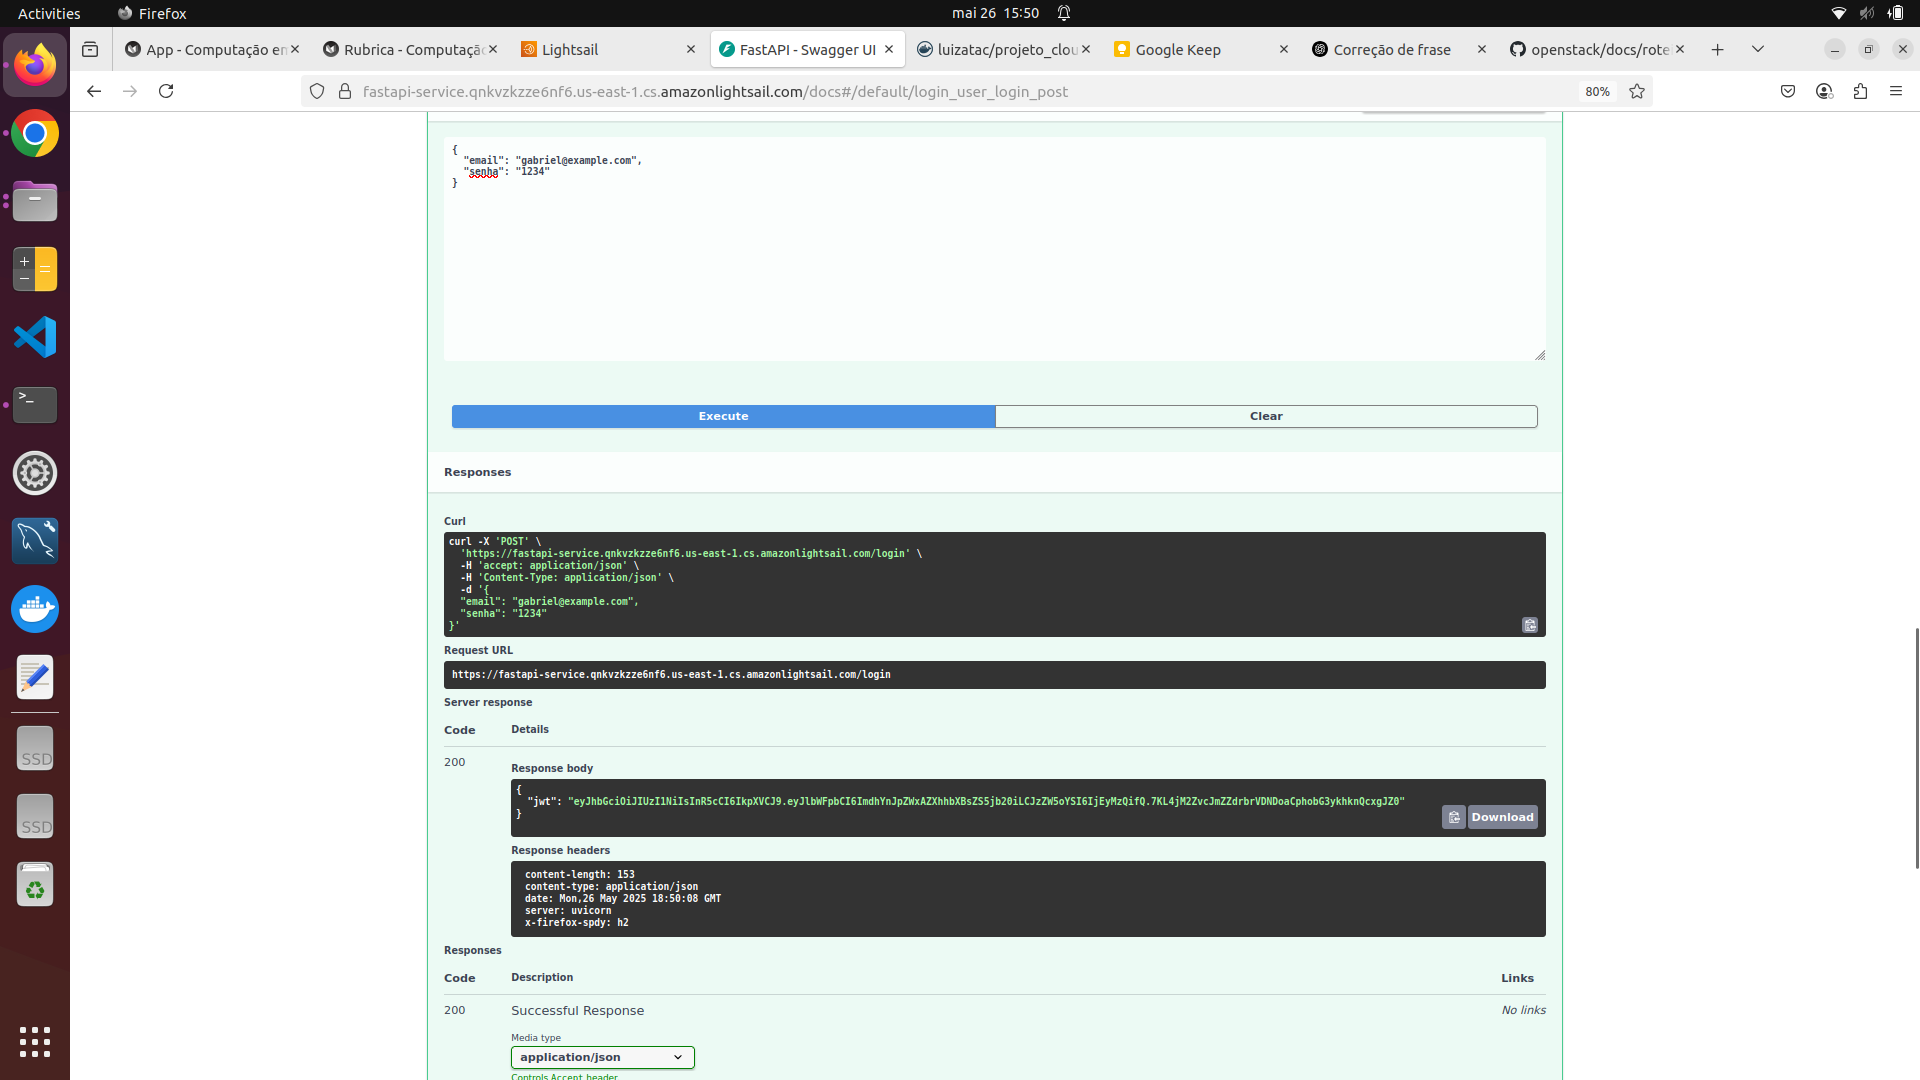 Activities
Firefox
mai 26 15:50
App - Computação en
Rubrica - Computaçã
Lightsail
FastAPI - Swagger UI
luizatac/projeto_clou
Google Keep
Correção de frase
openstack/docs/rote
fastapi-service.qnkvzkzze6nf6.us-east-1.cs.amazonlightsail.com/docs#/default/login_user_login_post
80%
{
"email": "gabriel@example.com",
"senha": "1234"
}
Execute
Clear
Responses
Curl
curl -X 'POST' \
'https://fastapi-service.qnkvzkzze6nf6.us-east-1.cs.amazonlightsail.com/login' \
-H 'accept: application/json' \
-H 'Content-Type: application/json' \
-d '{
"email": "gabriel@example.com",
"senha": "1234"
}'
Request URL
https://fastapi-service.qnkvzkzze6nf6.us-east-1.cs.amazonlightsail.com/login
Server response
Code
Details
200
Response body
{
"jwt": "eyJhbGciOiJIUzI1NiIsInR5cCI6IkpXVCJ9.eyJlbWFpbCI6ImdhYnJpZWxAZXhhbXBsZS5jb20iLCJzZW5oYSI6IjEyMzQifQ.7KL4jM2ZvcJmZZdrbrVDNDoaCphobG3ykhknQcxgJZ0"
}
Download
Response headers
content-length: 153
content-type: application/json
date: Mon,26 May 2025 18:50:08 GMT
server: uvicorn
x-firefox-spdy: h2
Responses
Code
Description
Links
200
Successful Response
No links
Media type
application/json
Controls Accept header.
SSD
SSD